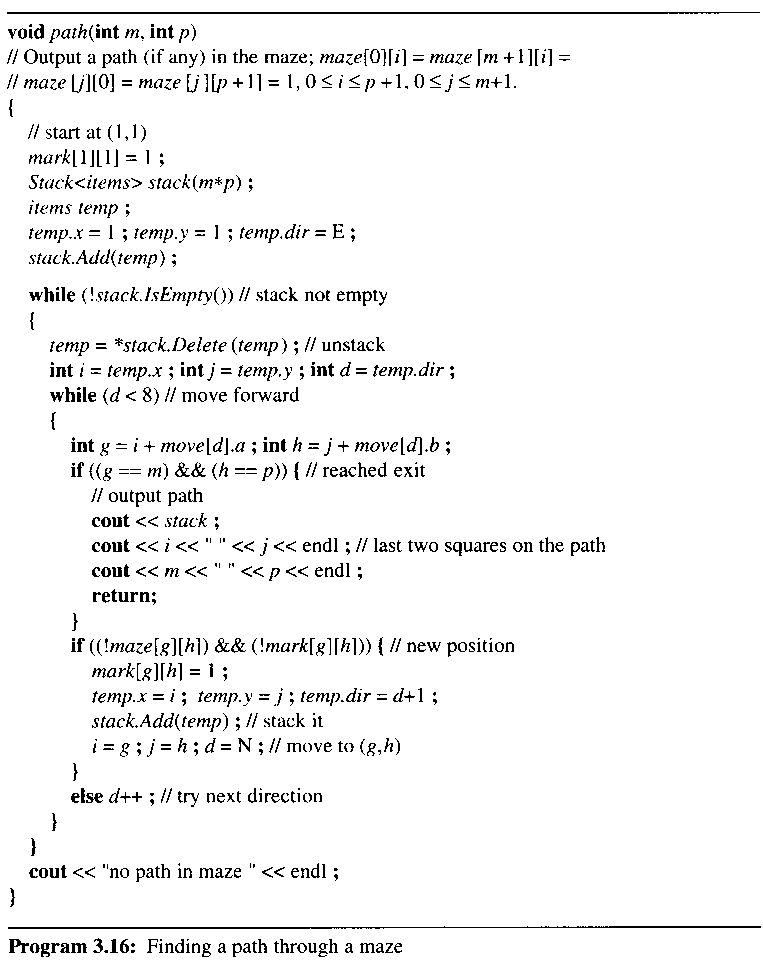 void path(int m, int p)
// Output a path (if any) in the maze; maze[0][i] = maze [m +1][i] =
// maze [j][0] = maze [j ][p +1] = 1, 0 ≤ i ≤ p +1, 0 ≤ j ≤ m+1.
{
// start at (1,1)
mark[1][1] = 1 ;
Stack<items> stack(m*p) ;
items temp ;
temp.x = 1 ; temp.y = 1 ; temp.dir = E ;
stack.Add(temp) ;
while (!stack.IsEmpty()) // stack not empty
{
temp = *stack.Delete (temp) ; // unstack
int i = temp.x ; int j = temp.y ; int d = temp.dir ;
while (d < 8) // move forward
{
int g = i + move[d].a ; int h = j + move[d].b ;
if ((g == m) && (h == p)) { // reached exit
// output path
cout << stack ;
cout << i << " " << j << endl ; // last two squares on the path
cout << m << " " << p << endl ;
return;
}
if ((!maze[g][h]) && (!mark[g][h])) { // new position
mark[g][h] = 1 ;
temp.x = i ; temp.y = j ; temp.dir = d+1 ;
stack.Add(temp) ; // stack it
i = g ; j = h ; d = N ; // move to (g,h)
}
else d++ ; // try next direction
}
}
cout << "no path in maze " << endl ;
}
Program 3.16: Finding a path through a maze